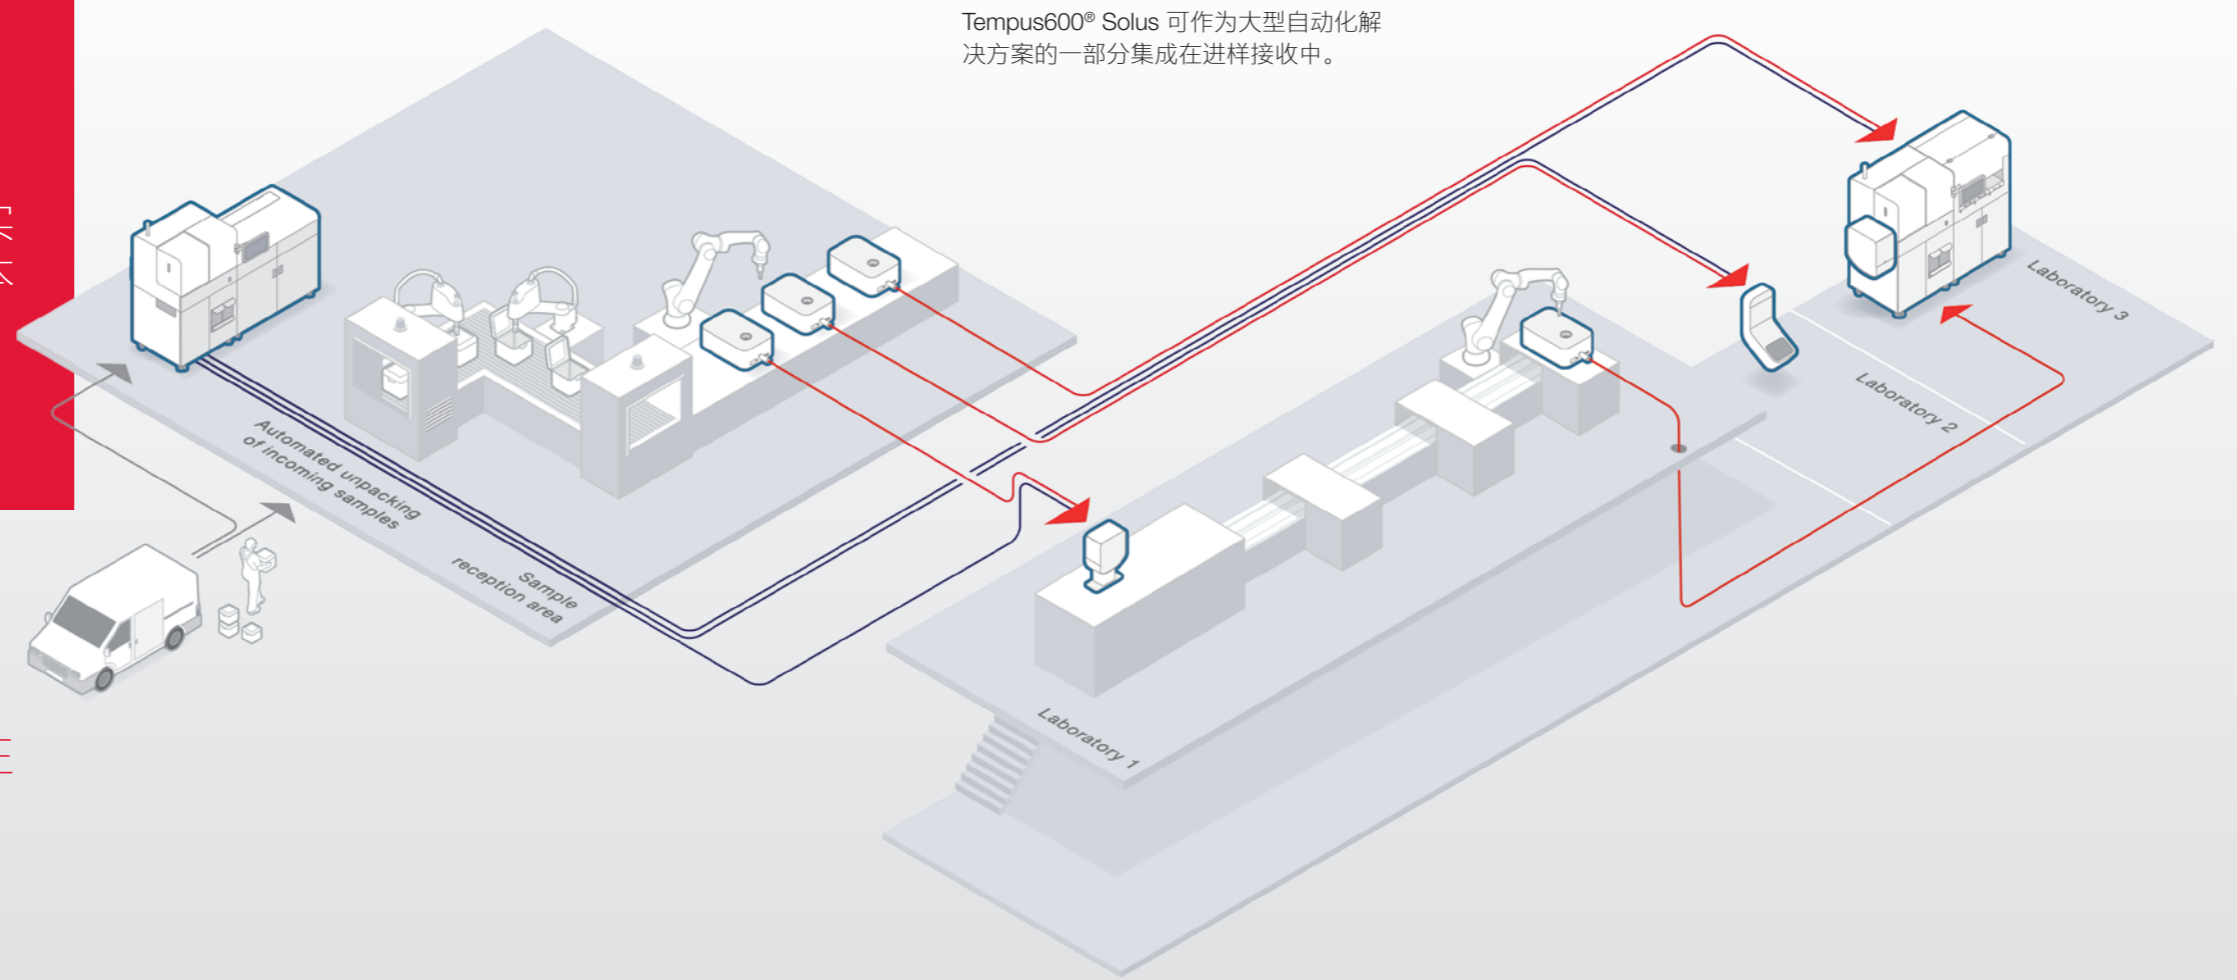 Tempus600® Solus 可作为大型自动化解
决方案的一部分集成在进样接收中。
Automated unpacking
of incoming samples
Sample
reception area
Laboratory 1
Laboratory 2
Laboratory 3